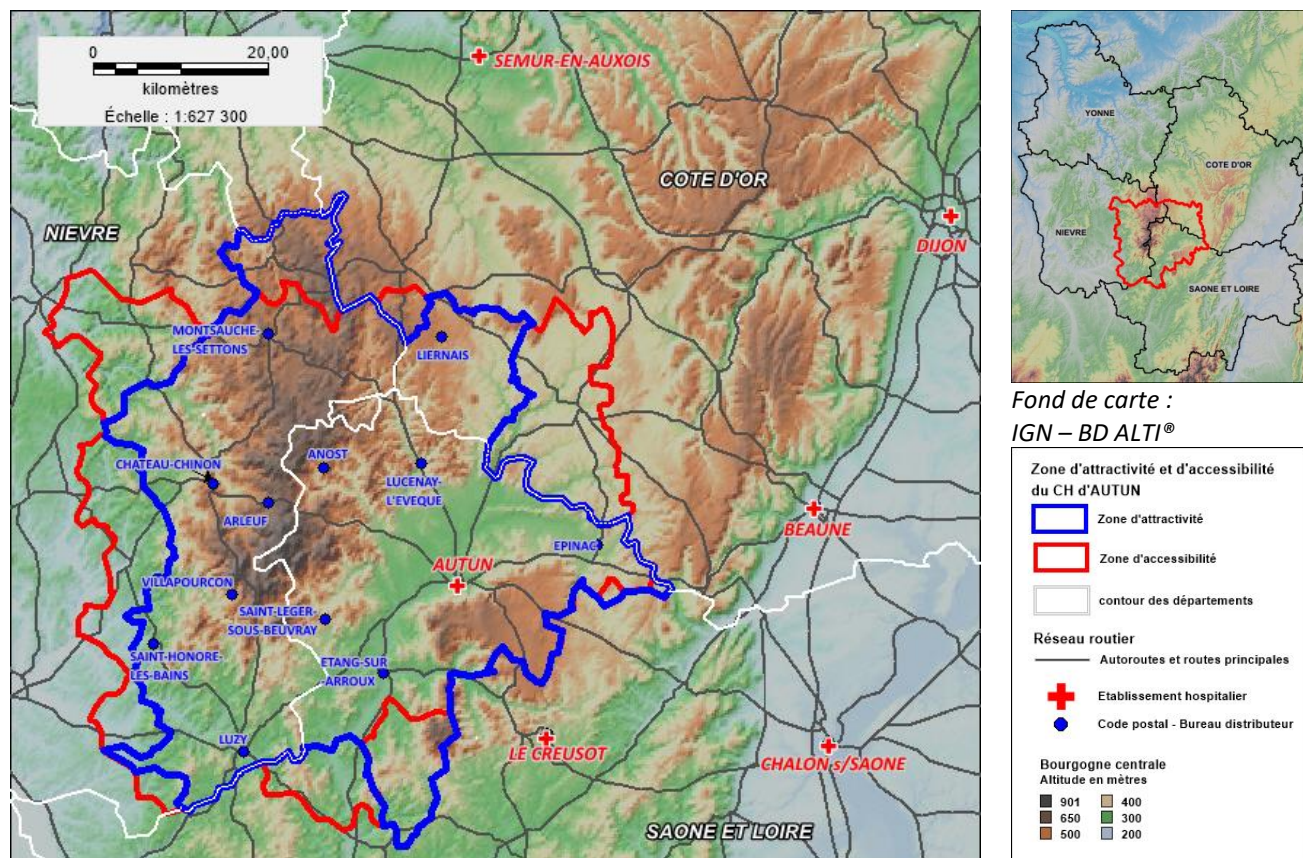 0 20,00
kilomètres
Échelle : 1:627 300
SEMUR-EN-AUXOIS
COTE D'OR
DIJON
NIEVRE
MONTSAUCHE-
LES-SETTONS
LIERNAIS
CHATEAU-CHINON
ANOST
LUCENAY-
L'EVEQUE
ARLEUF
BEAUNE
EPINAC
AUTUN
VILLAPOURCON
SAINT-LEGER-
SOUS-BEUVRAY
SAINT-HONORE-
LES-BAINS
ETANG-SUR
-ARROUX
LUZY
LE CREUSOT
CHALON s/SAONE
SAONE ET LOIRE
YONNE
COTE D'OR
NIEVRE
SAONE ET LOIRE
Fond de carte :
IGN – BD ALTI®
Zone d'attractivité et d'accessibilité
du CH d'AUTUN
Zone d'attractivité
Zone d'accessibilité
contour des départements
Réseau routier
Autoroutes et routes principales
Etablissement hospitalier
Code postal - Bureau distributeur
Bourgogne centrale
Altitude en mètres
901 400
650 300
500 200